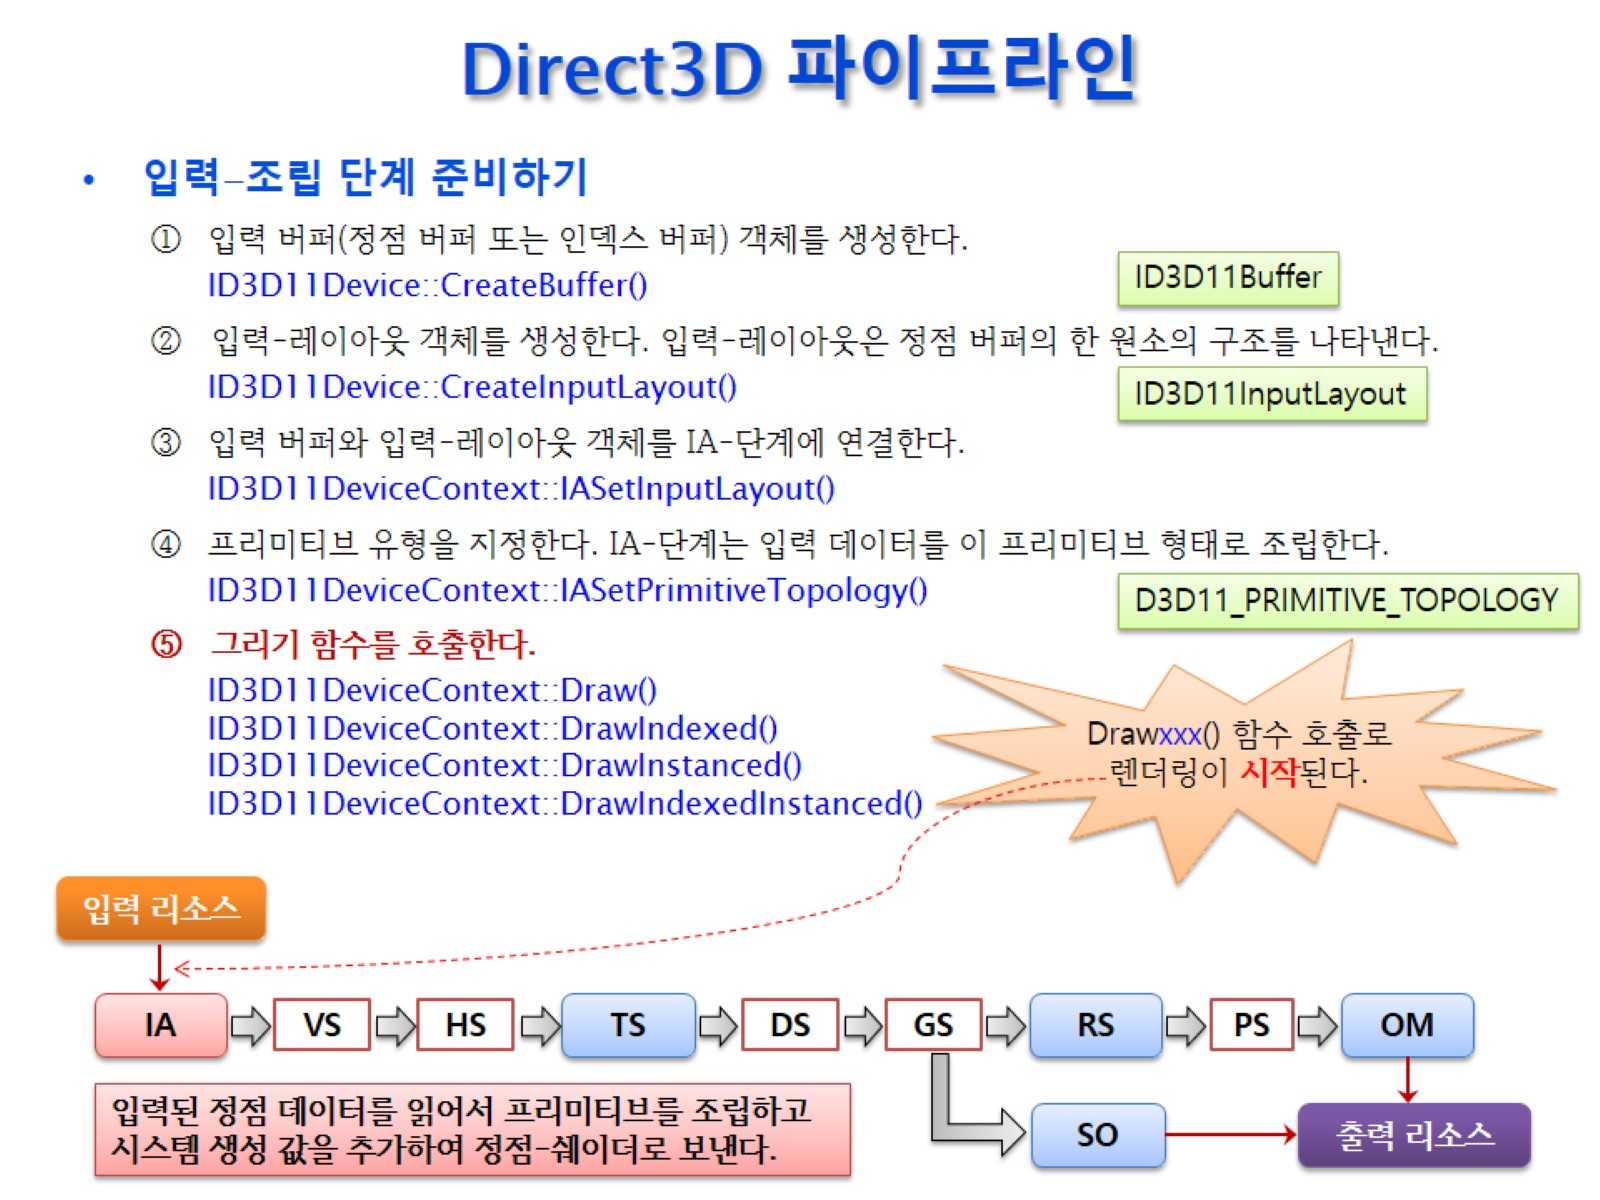 Direct3D 파이프라인
• 입력-조립 단계 준비하기
① 입력 버퍼(정점 버퍼 또는 인덱스 버퍼) 객체를 생성한다.
ID3D11Device::CreateBuffer()
ID3D11Buffer
② 입력-레이아웃 객체를 생성한다. 입력-레이아웃은 정점 버퍼의 한 원소의 구조를 나타낸다.
ID3D11Device::CreateInputLayout()
ID3D11InputLayout
③ 입력 버퍼와 입력-레이아웃 객체를 IA-단계에 연결한다.
ID3D11DeviceContext::IASetInputLayout()
④ 프리미티브 유형을 지정한다. IA-단계는 입력 데이터를 이 프리미티브 형태로 조립한다.
ID3D11DeviceContext::IASetPrimitiveTopology()
D3D11_PRIMITIVE_TOPOLOGY
⑤ 그리기 함수를 호출한다.
ID3D11DeviceContext::Draw()
ID3D11DeviceContext::DrawIndexed()
ID3D11DeviceContext::DrawInstanced()
ID3D11DeviceContext::DrawIndexedInstanced()
Drawxxx() 함수 호출로
렌더링이 시작된다.
입력 리소스
IA
VS
HS
TS
DS
GS
RS
PS
OM
입력된 정점 데이터를 읽어서 프리미티브를 조립하고
시스템 생성 값을 추가하여 정점-쉐이더로 보낸다.
SO
출력 리소스